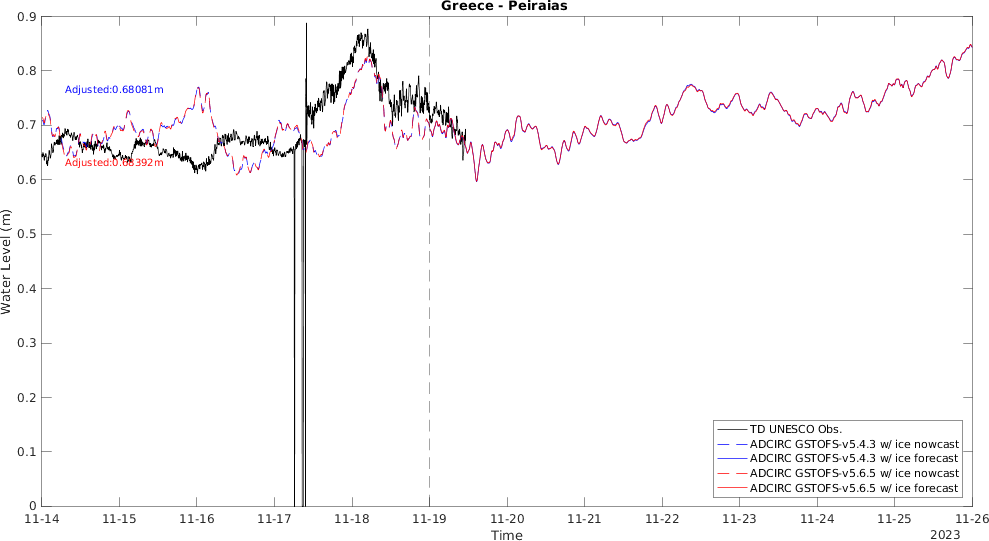 Greece - Peiraias
Water Level (m)
0.9
0.8
0.7
0.6
0.5
0.4
0.3
0.2
0.1
0
Adjusted:0.68081m
Adjusted:0.68392m
TD UNESCO Obs.
ADCIRC GSTOFS-v5.4.3 w/ ice nowcast
ADCIRC GSTOFS-v5.4.3 w/ ice forecast
ADCIRC GSTOFS-v5.6.5 w/ ice nowcast
ADCIRC GSTOFS-v5.6.5 w/ ice forecast
11-14 11-15 11-16 11-17 11-18 11-19 11-20 11-21 11-22 11-23 11-24 11-25 11-26
Time
2023